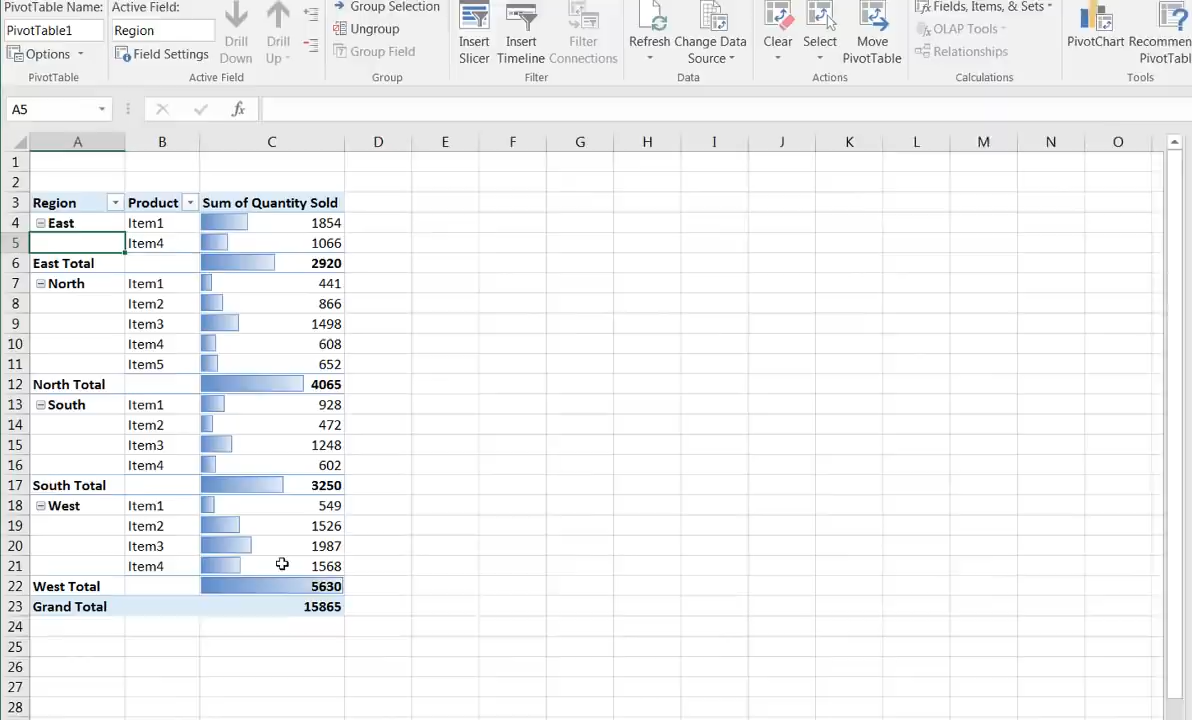 PivotTable Name:
PivotTable1
Options
PivotTable
Active Field:
Region
Field Settings
Drill
Down
Drill
Up
Active Field
Group Selection
Ungroup
Group Field
Group
Insert
Slicer
Insert
Timeline
Filter
Connections
Filter
Refresh
Change Data
Source
Data
Clear
Select
Move
PivotTable
Actions
Fields, Items, & Sets
OLAP Tools
Relationships
Calculations
PivotChart
Recommen
PivotTabl
Tools
A5
fx
A B C D E F G H I J K L M N O
1
2
3 Region Product Sum of Quantity Sold
4 East Item1 1854
5 Item4 1066
6 East Total 2920
7 North Item1 441
8 Item2 866
9 Item3 1498
10 Item4 608
11 Item5 652
12 North Total 4065
13 South Item1 928
14 Item2 472
15 Item3 1248
16 Item4 602
17 South Total 3250
18 West Item1 549
19 Item2 1526
20 Item3 1987
21 Item4 1568
22 West Total 5630
23 Grand Total 15865
24
25
26
27
28